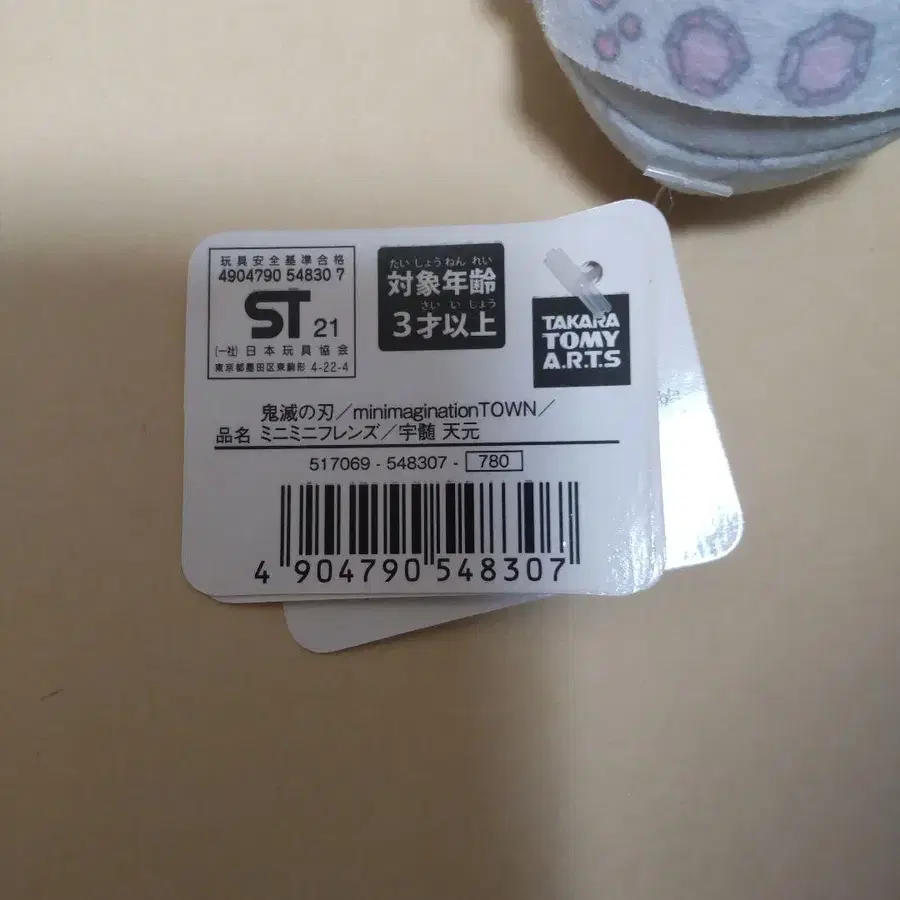 玩具安全基準合格
4904790 54830 7
ST 21
(一社)日本玩具協会
東京都墨田区東駒形 4-22-4
たいしょうねんれい
対象年齢
さいいじょう
3才以上
TAKARA
TOMY
A.R.T.S
鬼滅の刃／minimaginationTOWN／
品名 ミニミニフレンズ／宇髄 天元
517069 - 548307 - 780
4 904790 548307